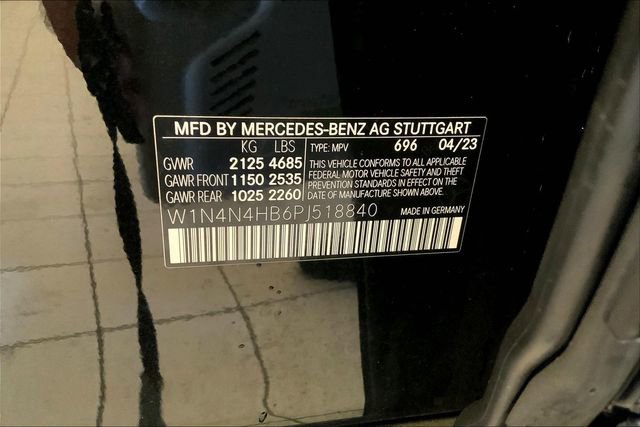 MFD BY MERCEDES-BENZ AG STUTTGART
KG LBS TYPE: MPV 696 04/23
GVWR 2125 4685 THIS VEHICLE CONFORMS TO ALL APPLICABLE
FEDERAL MOTOR VEHICLE SAFETY AND THEFT
GAWR FRONT 1150 2535 PREVENTION STANDARDS IN EFFECT ON THE
GAWR REAR 1025 2260 DATE OF MANUFACTURE SHOWN ABOVE
W1N4N4HB6PJ518840 MADE IN GERMANY